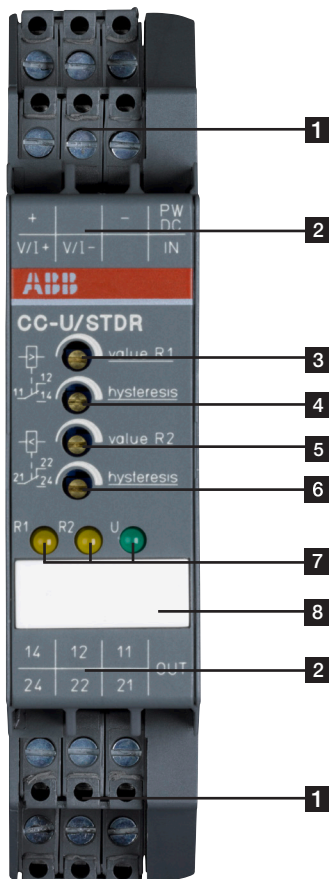 1
+ - PW DC
2
V/I+ V/I- IN
ABB
CC-U/STDR
value R1
3
12
11 14
hysteresis
4
value R2
5
22
21 24
hysteresis
6
R1 R2 U
7
8
14 12 11
OUT
2
24 22 21
1